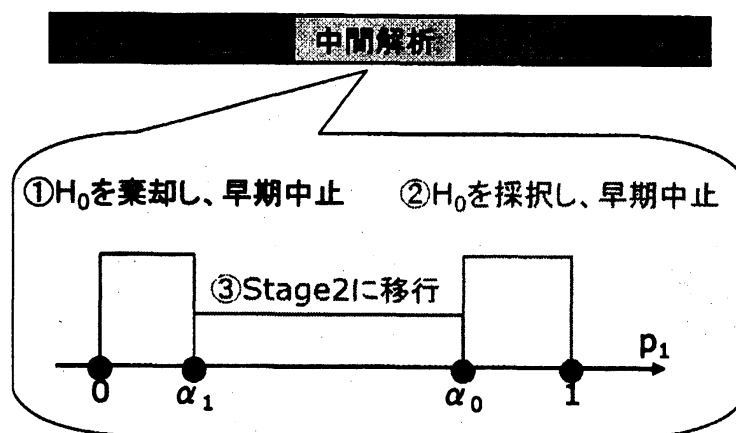 中間解析
①H₀を棄却し、早期中止
②H₀を採択し、早期中止
③Stage2に移行
p₁
0
α₁
α₀
1